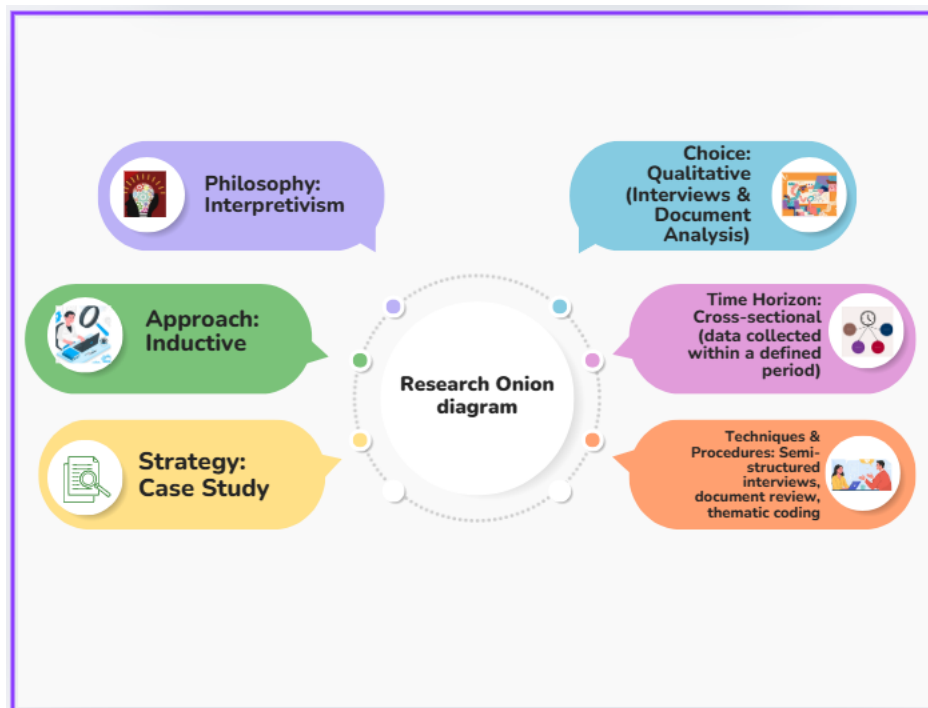 Philosophy:
Interpretivism
Approach:
Inductive
Strategy:
Case Study
Research Onion
diagram
Choice:
Qualitative
(Interviews &
Document
Analysis)
Time Horizon:
Cross-sectional
(data collected
within a defined
period)
Techniques &
Procedures: Semi-
structured
interviews,
document review,
thematic coding